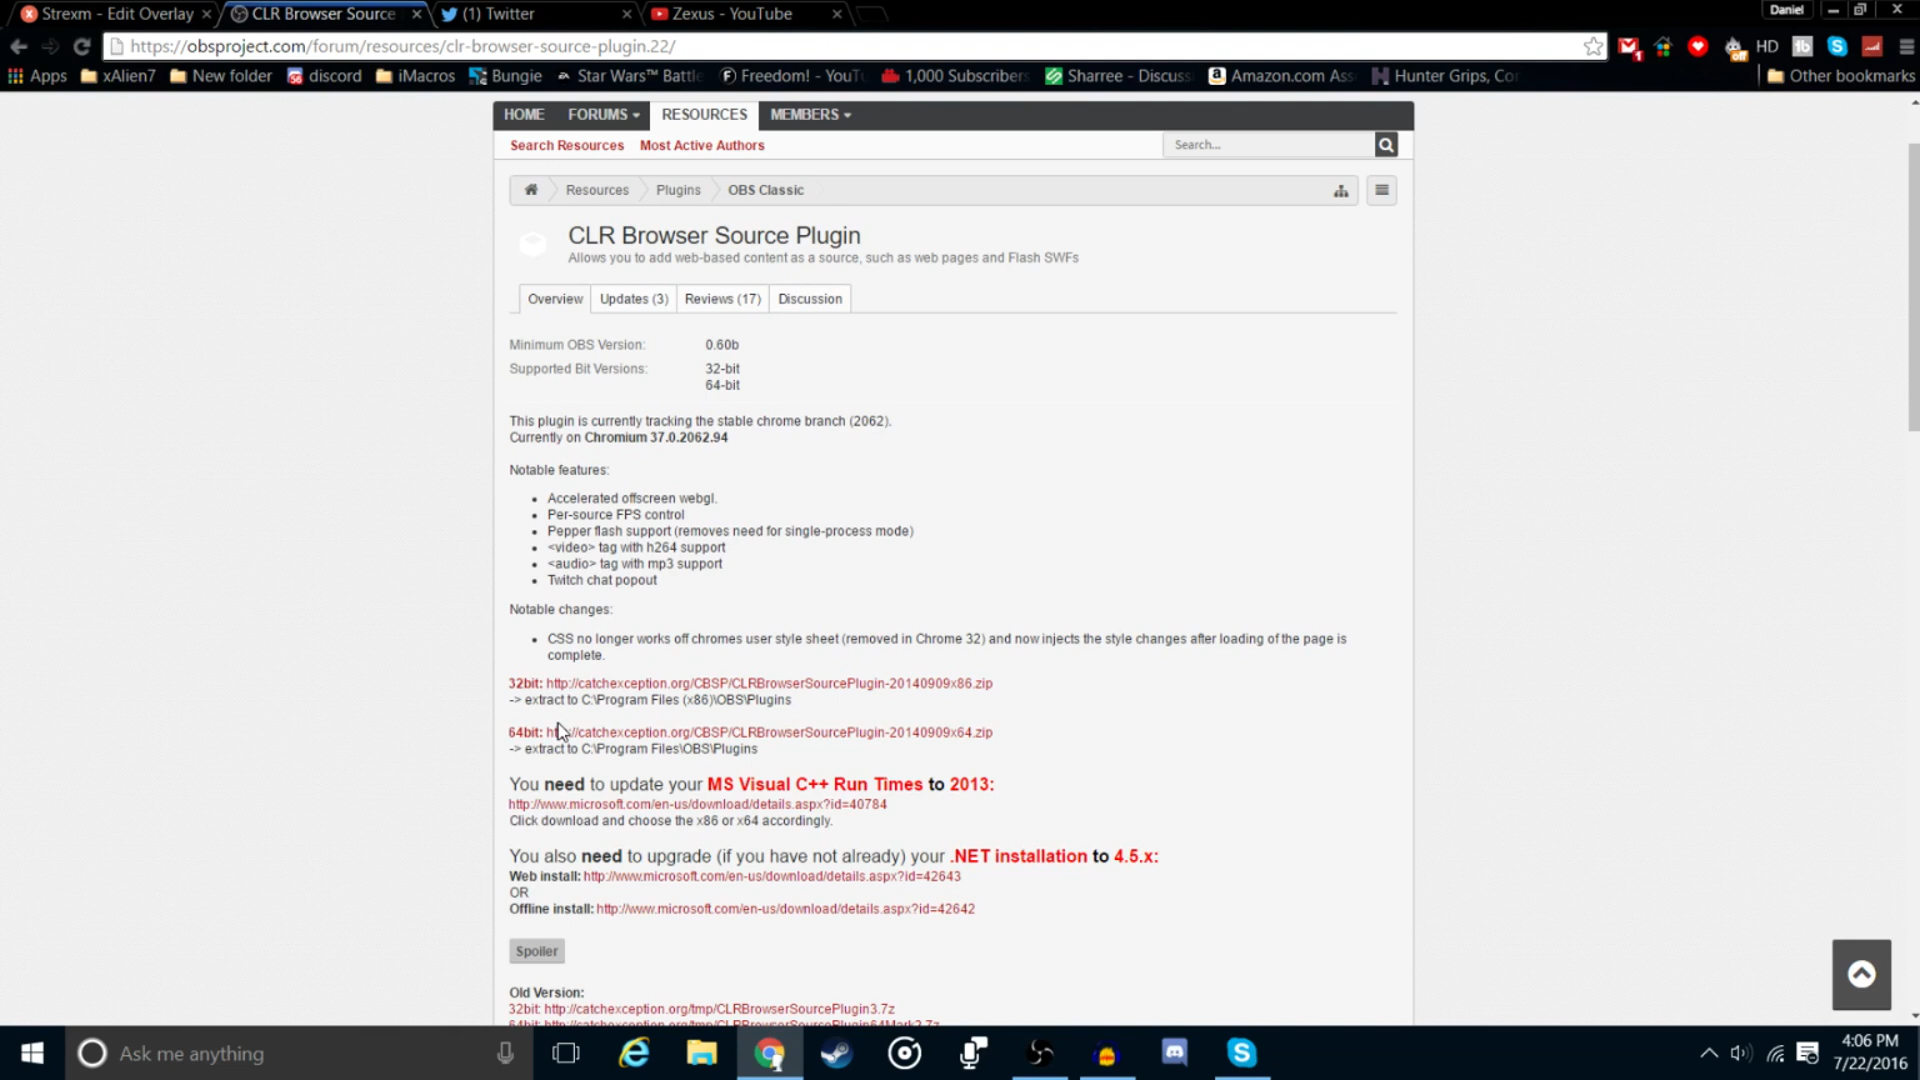 Strexm - Edit Overlay
CLR Browser Source
(1) Twitter
Zexus - YouTube
Daniel
https://obsproject.com/forum/resources/clr-browser-source-plugin.22/
HD
Apps
xAlien7
New folder
discord
iMacros
Bungie
Star Wars™ Battle
Freedom! - YouTu
1,000 Subscribers
Sharree - Discuss
Amazon.com Ass
Hunter Grips, Co
Other bookmarks
HOME
FORUMS
RESOURCES
MEMBERS
Search Resources
Most Active Authors
Search...
Resources
Plugins
OBS Classic
CLR Browser Source Plugin
Allows you to add web-based content as a source, such as web pages and Flash SWFs
Overview
Updates (3)
Reviews (17)
Discussion
Minimum OBS Version: 0.60b
Supported Bit Versions: 32-bit
64-bit
This plugin is currently tracking the stable chrome branch (2062).
Currently on Chromium 37.0.2062.94
Notable features:
• Accelerated offscreen webgl.
• Per-source FPS control
• Pepper flash support (removes need for single-process mode)
• <video> tag with h264 support
• <audio> tag with mp3 support
• Twitch chat popout
Notable changes:
• CSS no longer works off chromes user style sheet (removed in Chrome 32) and now injects the style changes after loading of the page is
complete.
32bit: http://catchexception.org/CBSP/CLRBrowserSourcePlugin-20140909x86.zip
-> extract to C:\Program Files (x86)\OBS\Plugins
64bit: http://catchexception.org/CBSP/CLRBrowserSourcePlugin-20140909x64.zip
-> extract to C:\Program Files\OBS\Plugins
You need to update your MS Visual C++ Run Times to 2013:
http://www.microsoft.com/en-us/download/details.aspx?id=40784
Click download and choose the x86 or x64 accordingly.
You also need to upgrade (if you have not already) your .NET installation to 4.5.x:
Web install: http://www.microsoft.com/en-us/download/details.aspx?id=42643
OR
Offline install: http://www.microsoft.com/en-us/download/details.aspx?id=42642
Spoiler
Old Version:
32bit: http://catchexception.org/tmp/CLRBrowserSourcePlugin3.7z
64bit: http://catchexception.org/tmp/CLRBrowserSourcePlugin64Mark2.7z
Ask me anything
4:06 PM
7/22/2016